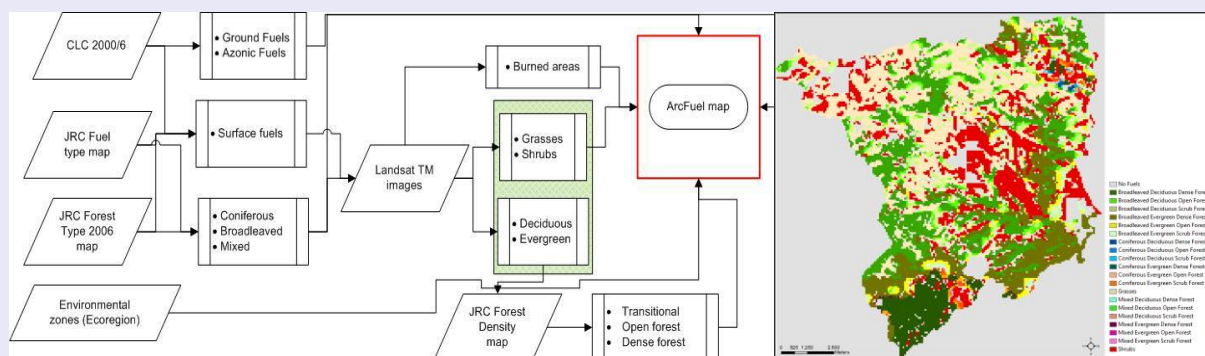 CLC 2000/6
• Ground Fuels
• Azonic Fuels
• Burned areas
ArcFuel map
JRC Fuel
type map
• Surface fuels
• Grasses
• Shrubs
Landsat TM
images
JRC Forest
Type 2006
map
• Coniferous
• Broadleaved
• Mixed
• Deciduous
• Evergreen
Environmental
zones (Ecoregion)
JRC Forest
Density
map
• Transitional
• Open forest
• Dense forest
No Fuels
Broadleaved Deciduous Dense Fores
Broadleaved Deciduous Open Forest
Broadleaved Deciduous Scrub Forest
Broadleaved Evergreen Dense Forest
Broadleaved Evergreen Open Forest
Broadleaved Evergreen Scrub Forest
Coniferous Deciduous Dense Forest
Coniferous Deciduous Open Forest
Coniferous Deciduous Scrub Forest
Coniferous Evergreen Dense Forest
Coniferous Evergreen Open Forest
Coniferous Evergreen Scrub Forest
Grasses
Mixed Deciduous Dense Forest
Mixed Deciduous Open Forest
Mixed Deciduous Scrub Forest
Mixed Evergreen Dense Forest
Mixed Evergreen Open Forest
Mixed Evergreen Scrub Forest
Shrubs
Meters